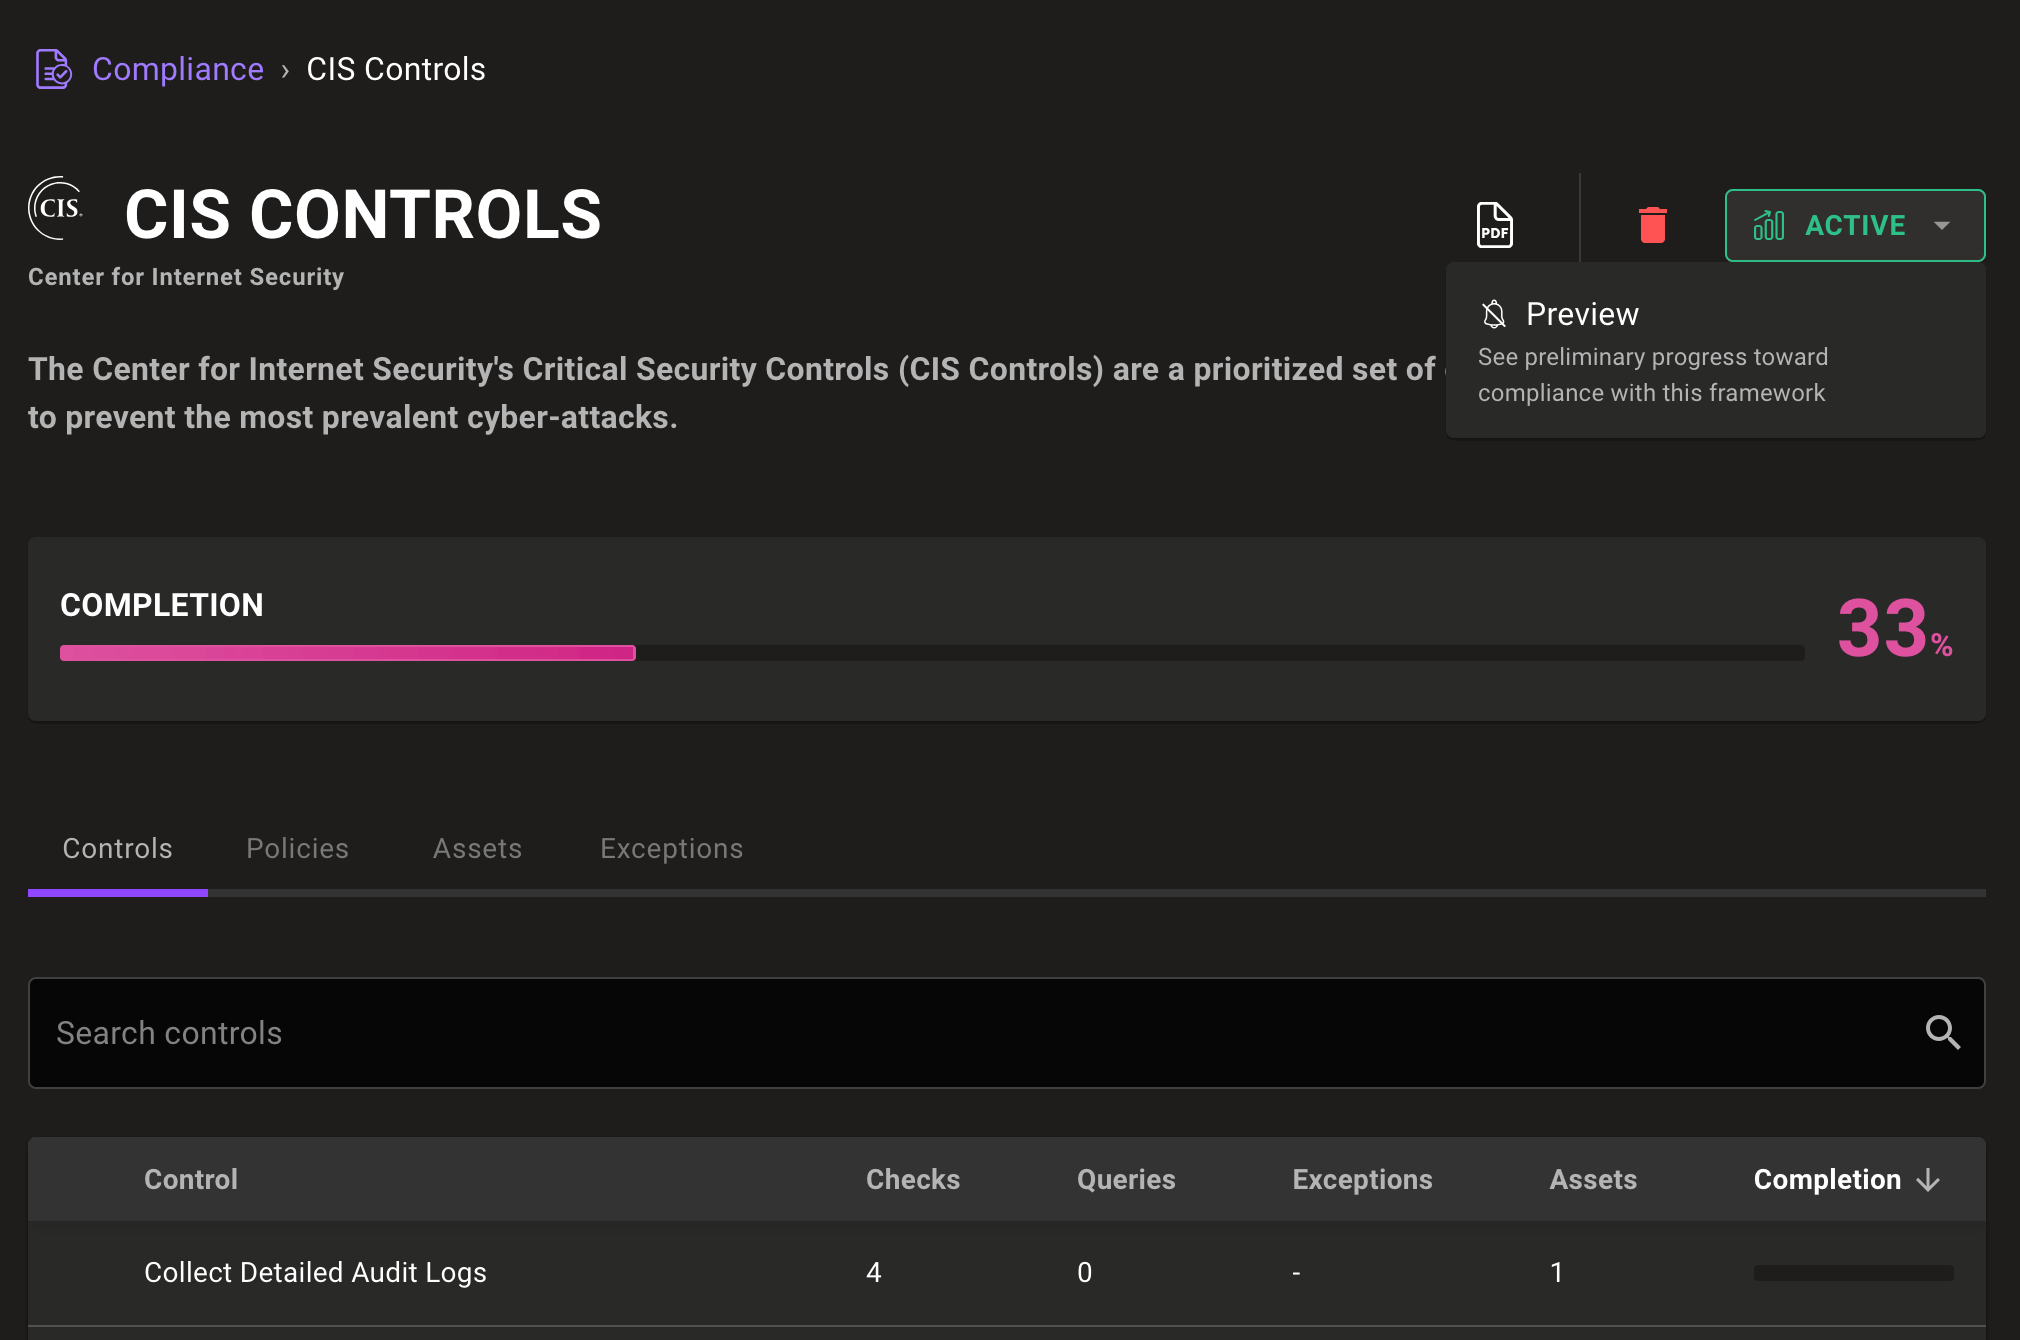 Compliance › CIS Controls
CIS.
CIS CONTROLS
Center for Internet Security
PDF
ACTIVE
Preview
See preliminary progress toward
compliance with this framework
The Center for Internet Security's Critical Security Controls (CIS Controls) are a prioritized set of
to prevent the most prevalent cyber-attacks.
COMPLETION
33%
Controls Policies Assets Exceptions
Search controls
Control Checks Queries Exceptions Assets Completion
Collect Detailed Audit Logs 4 0 - 1